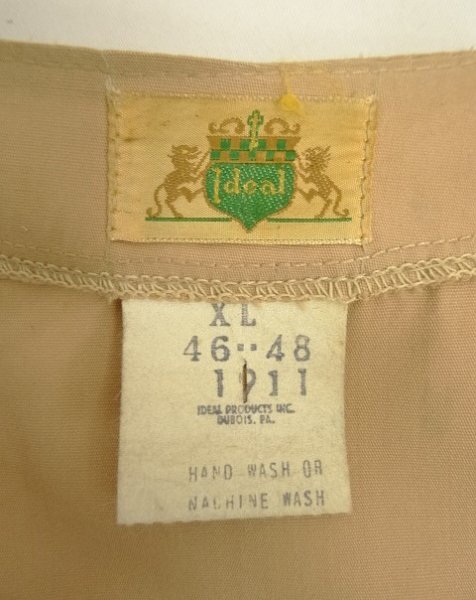 Ideal
XL
46--48
1911
IDEAL PRODUCTS INC.
DUBOIS, PA.
HAND WASH OR
MACHINE WASH